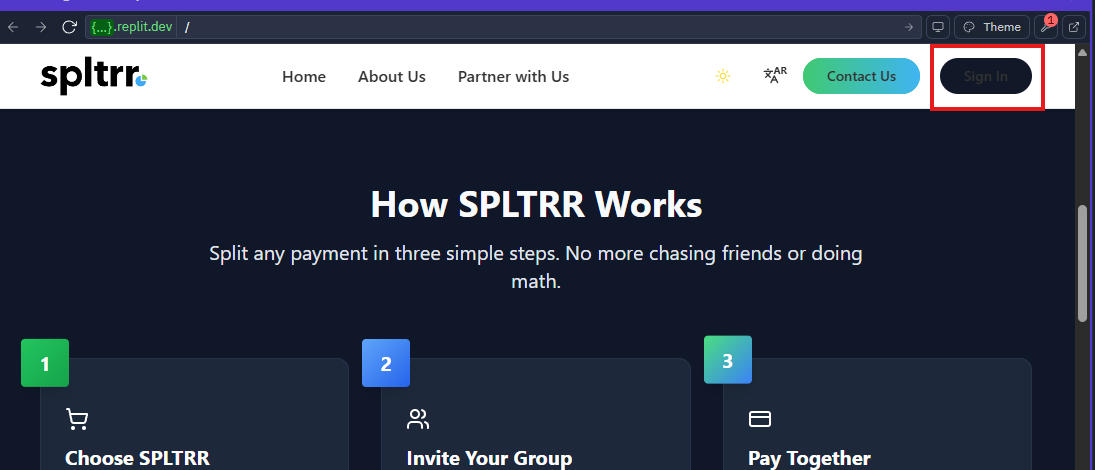 {...}.replit.dev /
Theme
1
spltrr
Home
About Us
Partner with Us
AR
Contact Us
Sign In
How SPLTRR Works
Split any payment in three simple steps. No more chasing friends or doing
math.
1
2
3
Choose SPLTRR
Invite Your Group
Pay Together